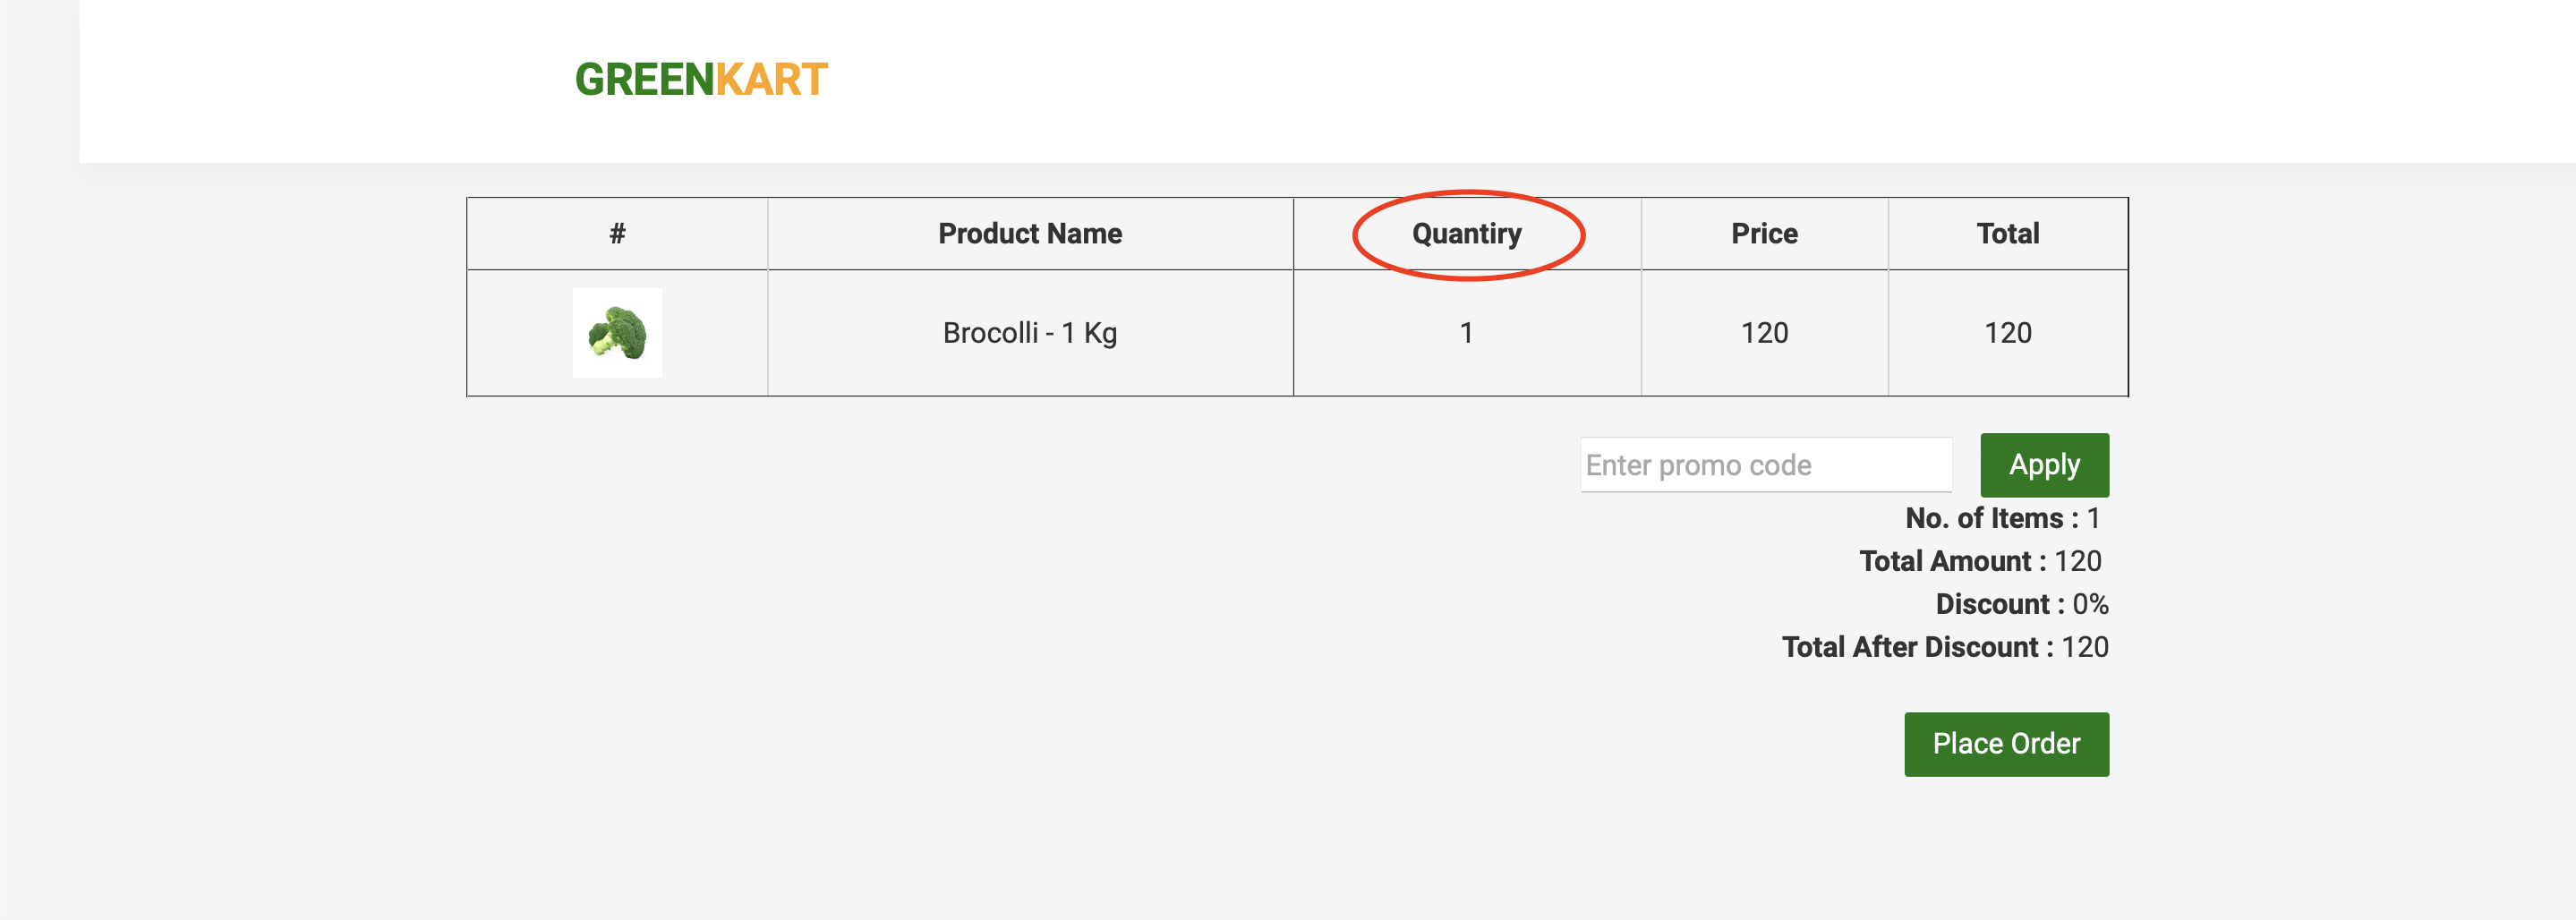 GREENKART
# Product Name Quantiry Price Total
Brocolli - 1 Kg 1 120 120
Enter promo code Apply
No. of Items : 1
Total Amount : 120
Discount : 0%
Total After Discount : 120
Place Order